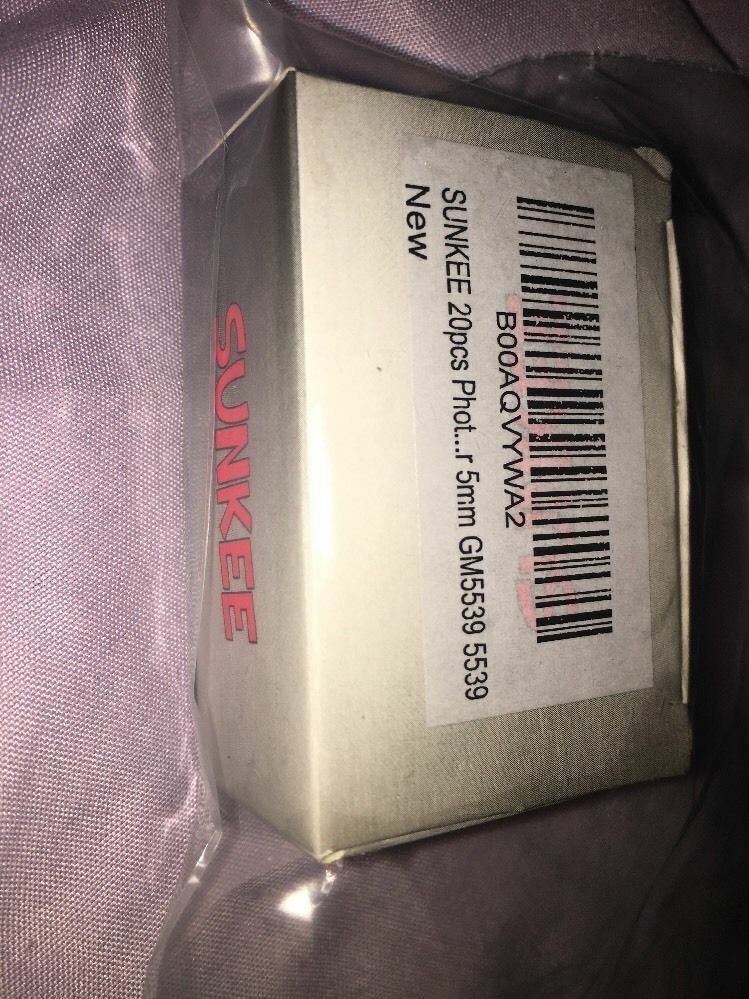 B00AQVYWA2
SUNKEE 20pcs Phot...r 5mm GM5539 5539
New
SUNKEE